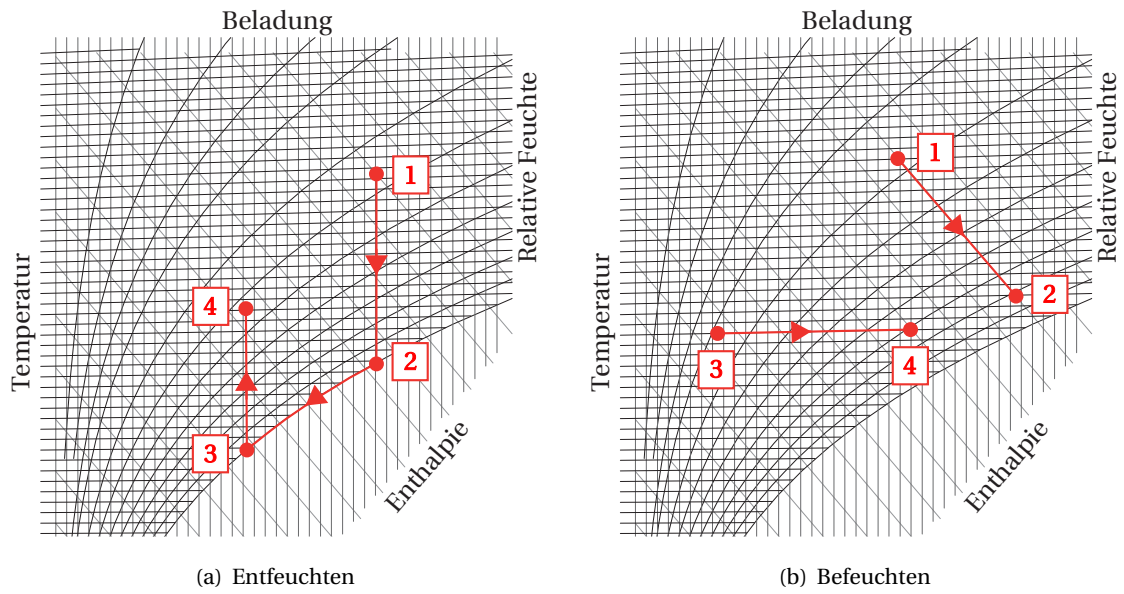 Beladung
Temperatur
Relative Feuchte
Enthalpie
1
2
3
4
(a) Entfeuchten
Beladung
Temperatur
Relative Feuchte
Enthalpie
1
2
3
4
(b) Befeuchten